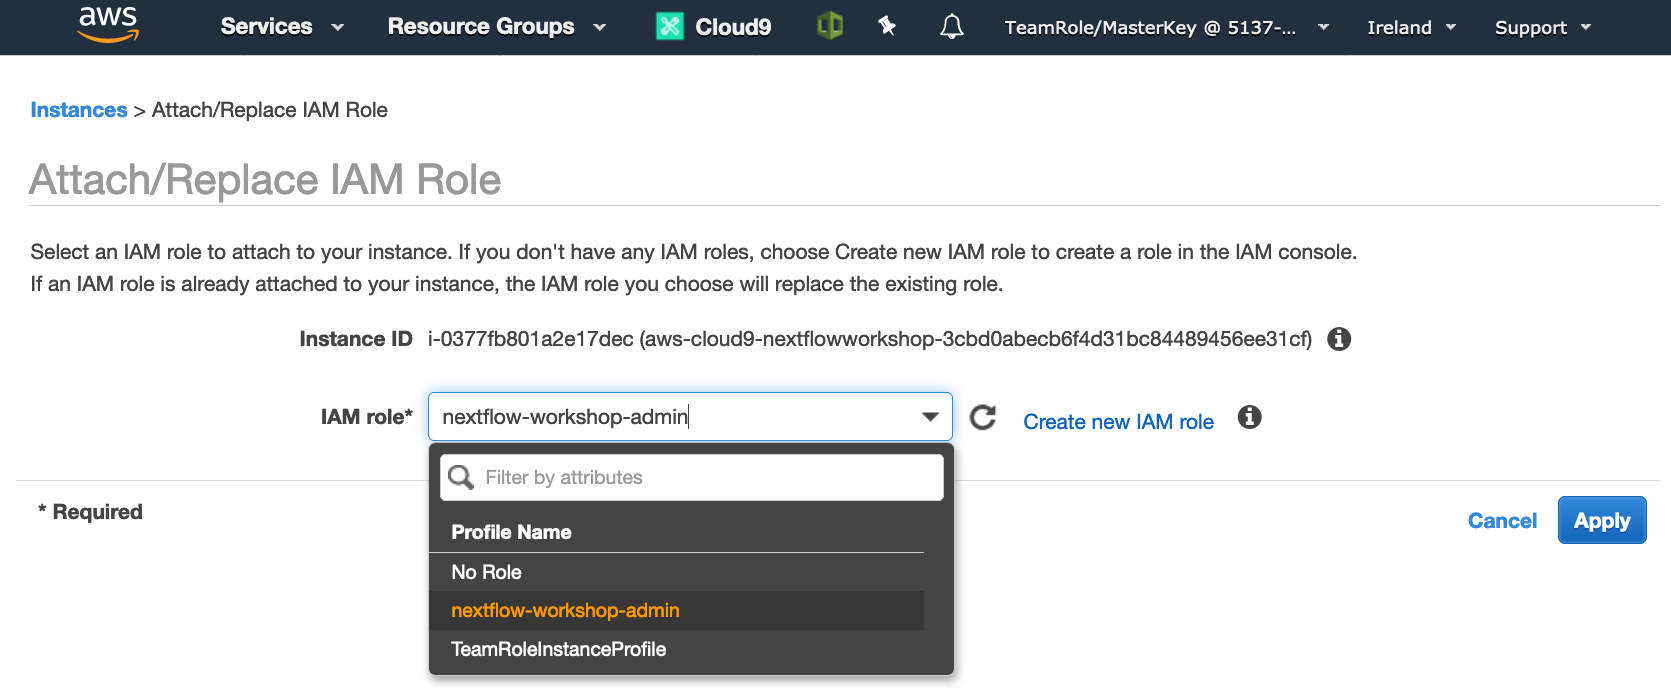 aws Services Resource Groups Cloud9 TeamRole/MasterKey @ 5137-... Ireland Support
Instances > Attach/Replace IAM Role
Attach/Replace IAM Role
Select an IAM role to attach to your instance. If you don't have any IAM roles, choose Create new IAM role to create a role in the IAM console.
If an IAM role is already attached to your instance, the IAM role you choose will replace the existing role.
Instance ID i-0377fb801a2e17dec (aws-cloud9-nextflowworkshop-3cbd0abecb6f4d31bc84489456ee31cf)
IAM role* nextflow-workshop-admin Create new IAM role
Filter by attributes
* Required
Cancel Apply
Profile Name
No Role
nextflow-workshop-admin
TeamRoleInstanceProfile